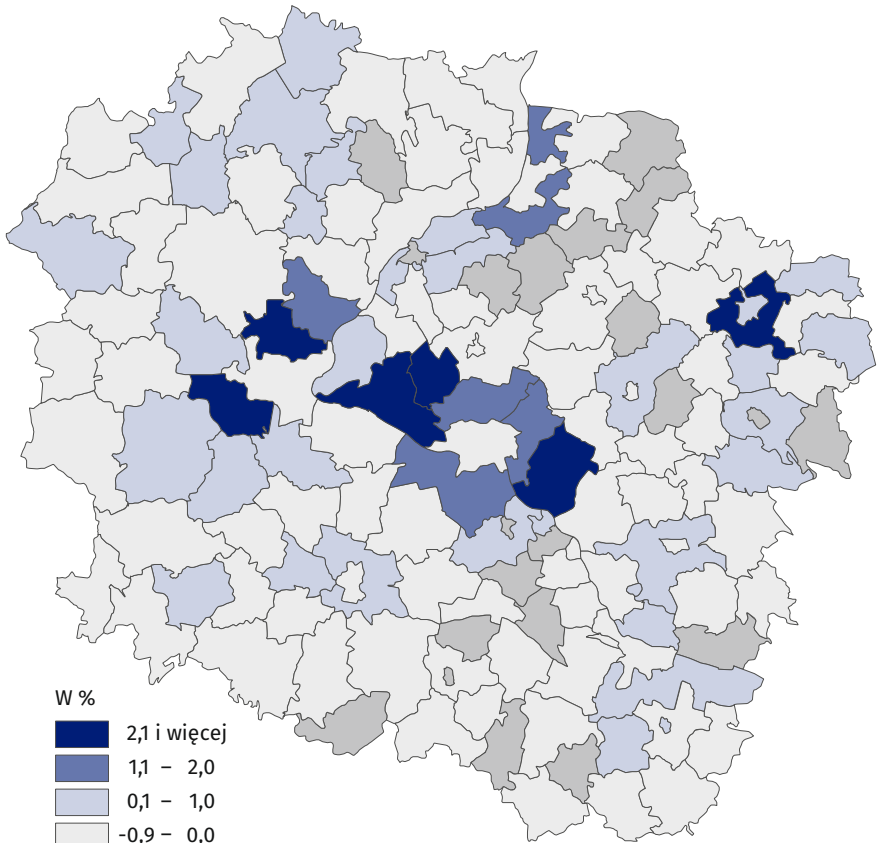 W %
2,1 i więcej
1,1 – 2,0
0,1 – 1,0
-0,9 – 0,0